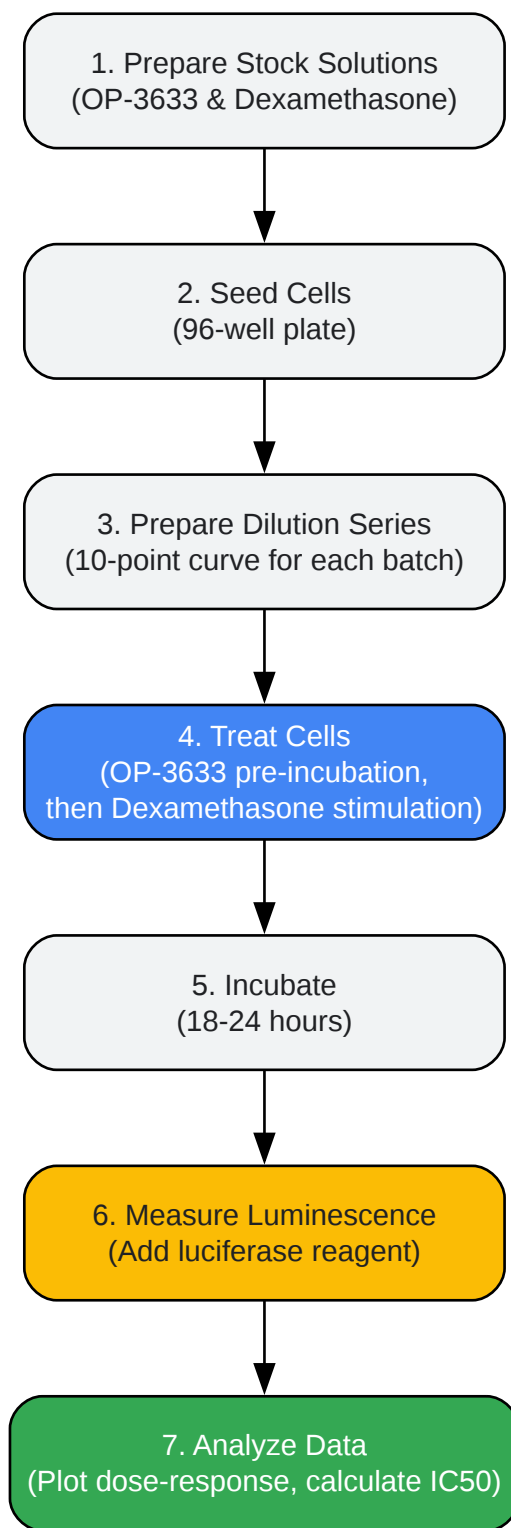 1. Prepare Stock Solutions
(OP-3633 & Dexamethasone)
2. Seed Cells
(96-well plate)
3. Prepare Dilution Series
(10-point curve for each batch)
4. Treat Cells
(OP-3633 pre-incubation,
then Dexamethasone stimulation)
5. Incubate
(18-24 hours)
6. Measure Luminescence
(Add luciferase reagent)
7. Analyze Data
(Plot dose-response, calculate IC50)